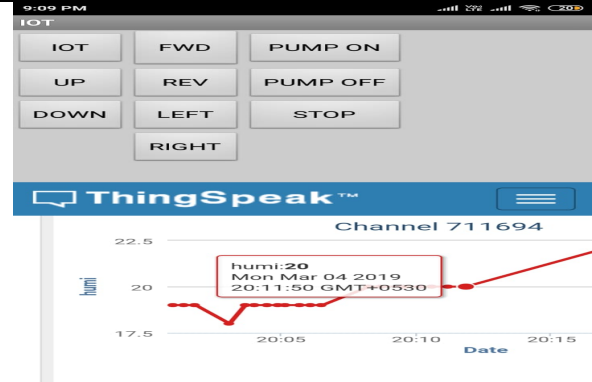 9:09 PM
20
IOT
IOT FWD PUMP ON
UP REV PUMP OFF
DOWN LEFT STOP
RIGHT
ThingSpeak™
Channel 711694
22.5
humi:20
Mon Mar 04 2019
20:11:50 GMT+0530
humi
20
17.5
20:05 20:10 20:15
Date